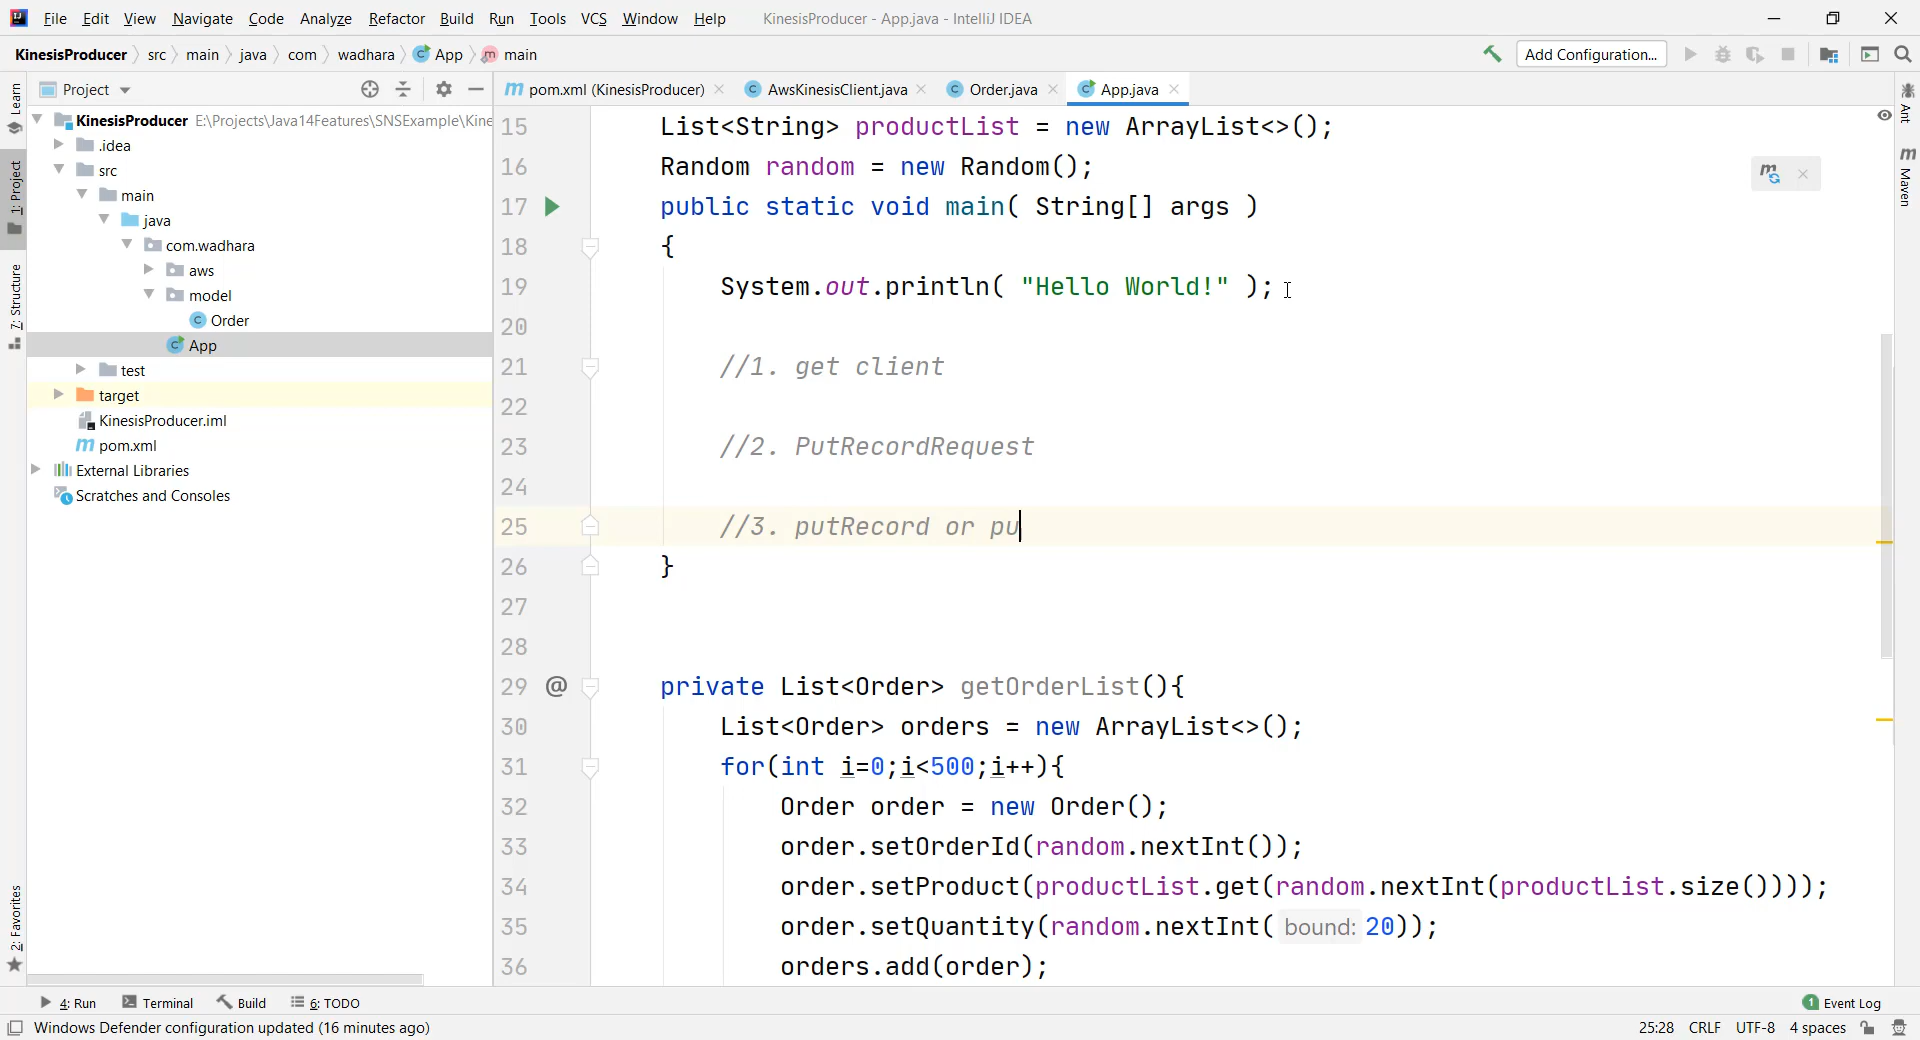 File Edit View Navigate Code Analyze Refactor Build Run Tools VCS Window Help KinesisProducer - App.java - IntelliJ IDEA
KinesisProducer src main java com wadhara App main Add Configuration...
Learn
1: Project
7: Structure
2: Favorites
Project
KinesisProducer E:\Projects\Java14Features\SNSExample\Kine
.idea
src
main
java
com.wadhara
aws
model
Order
App
test
target
KinesisProducer.iml
pom.xml
External Libraries
Scratches and Consoles
pom.xml (KinesisProducer) AwsKinesisClient.java Order.java App.java
15 List<String> productList = new ArrayList<>();
16 Random random = new Random();
17 public static void main( String[] args )
18 {
19 System.out.println( "Hello World!" );
20
21 //1. get client
22
23 //2. PutRecordRequest
24
25 //3. putRecord or pu
26 }
27
28
29 @ private List<Order> getOrderList(){
30 List<Order> orders = new ArrayList<>();
31 for(int i=0;i<500;i++){
32 Order order = new Order();
33 order.setOrderId(random.nextInt());
34 order.setProduct(productList.get(random.nextInt(productList.size())));
35 order.setQuantity(random.nextInt( bound: 20));
36 orders.add(order);
Ant
Maven
4: Run Terminal Build 6: TODO 1 Event Log
Windows Defender configuration updated (16 minutes ago) 25:28 CRLF UTF-8 4 spaces